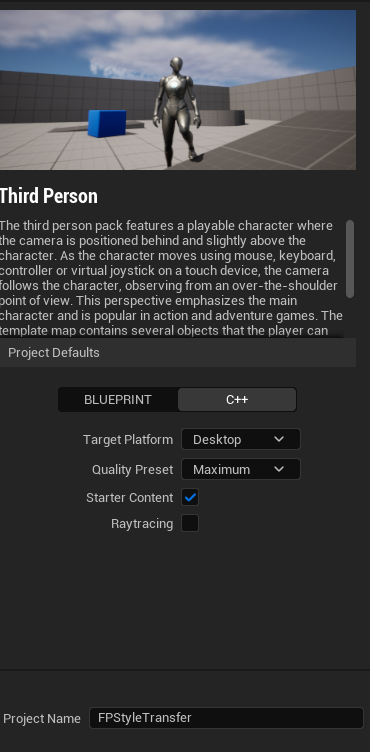 Third Person
The third person pack features a playable character where
the camera is positioned behind and slightly above the
character. As the character moves using mouse, keyboard,
controller or virtual joystick on a touch device, the camera
follows the character, observing from an over-the-shoulder
point of view. This perspective emphasizes the main
character and is popular in action and adventure games. The
template map contains several objects that the player can
Project Defaults
BLUEPRINT C++
Target Platform Desktop
Quality Preset Maximum
Starter Content
Raytracing
Project Name FPStyleTransfer